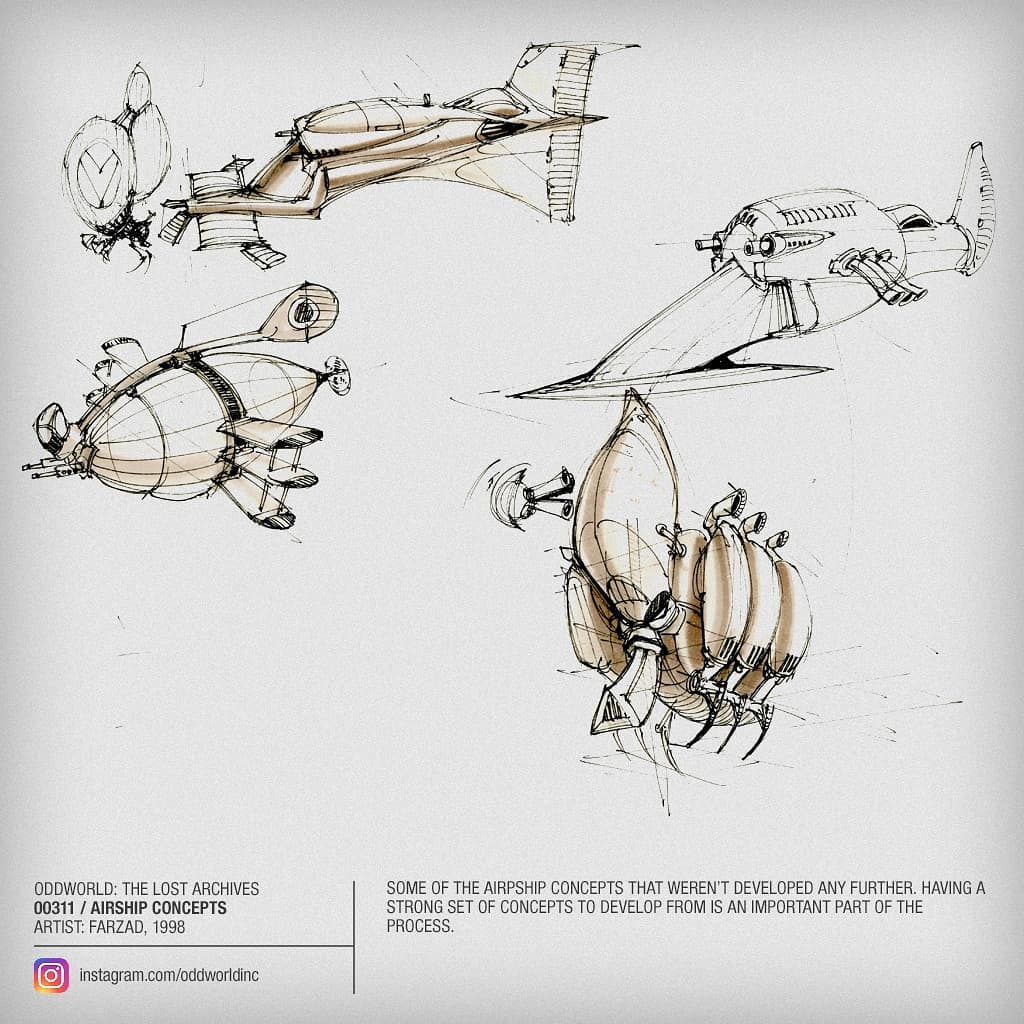 ODDWORLD: THE LOST ARCHIVES
00311 / AIRSHIP CONCEPTS
ARTIST: FARZAD, 1998
instagram.com/oddworldinc
SOME OF THE AIRPSHIP CONCEPTS THAT WEREN'T DEVELOPED ANY FURTHER. HAVING A
STRONG SET OF CONCEPTS TO DEVELOP FROM IS AN IMPORTANT PART OF THE
PROCESS.